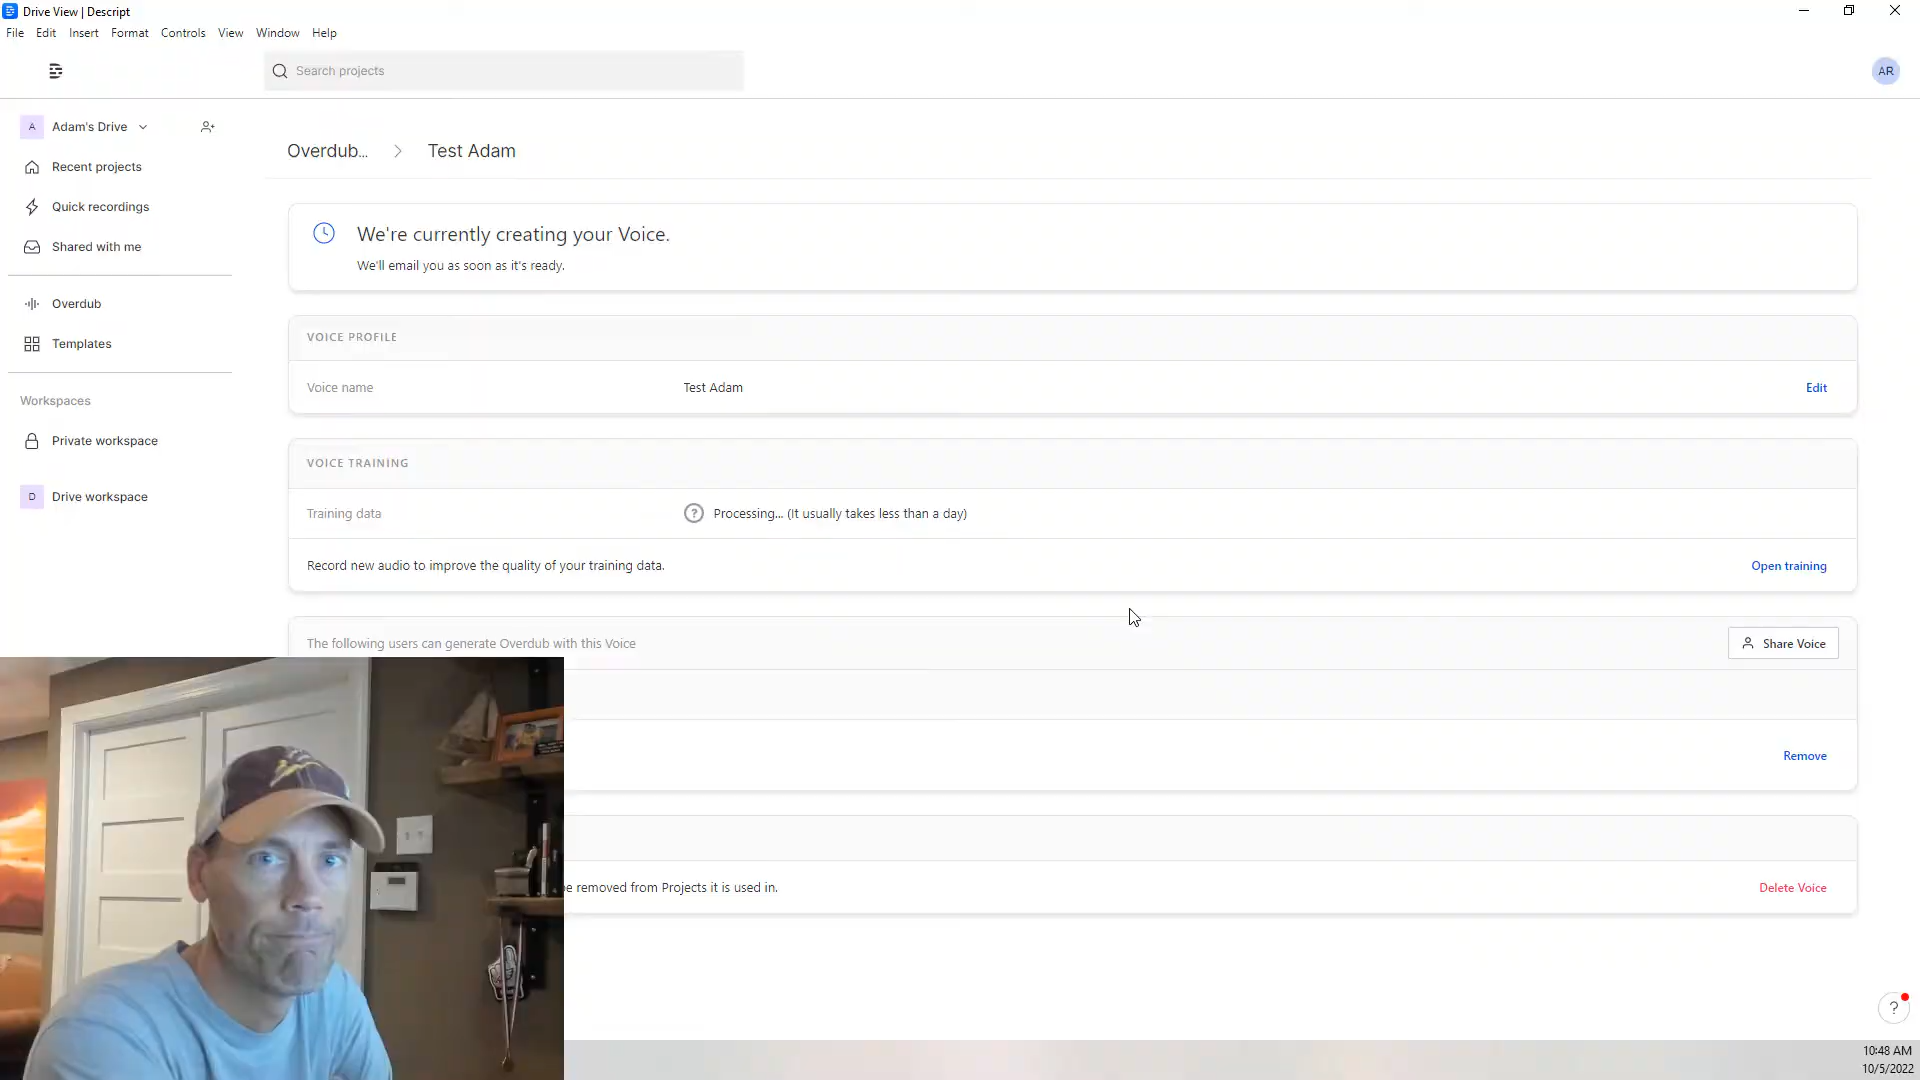 Drive View | Descript
File Edit Insert Format Controls View Window Help
Search projects
AR
A Adam's Drive
Recent projects
Quick recordings
Shared with me
Overdub
Templates
Workspaces
Private workspace
D Drive workspace
Overdub... > Test Adam
We're currently creating your Voice.
We'll email you as soon as it's ready.
VOICE PROFILE
Voice name Test Adam Edit
VOICE TRAINING
Training data ? Processing... (It usually takes less than a day)
Record new audio to improve the quality of your training data. Open training
The following users can generate Overdub with this Voice Share Voice
Remove
be removed from Projects it is used in. Delete Voice
?
10:48 AM
10/5/2022